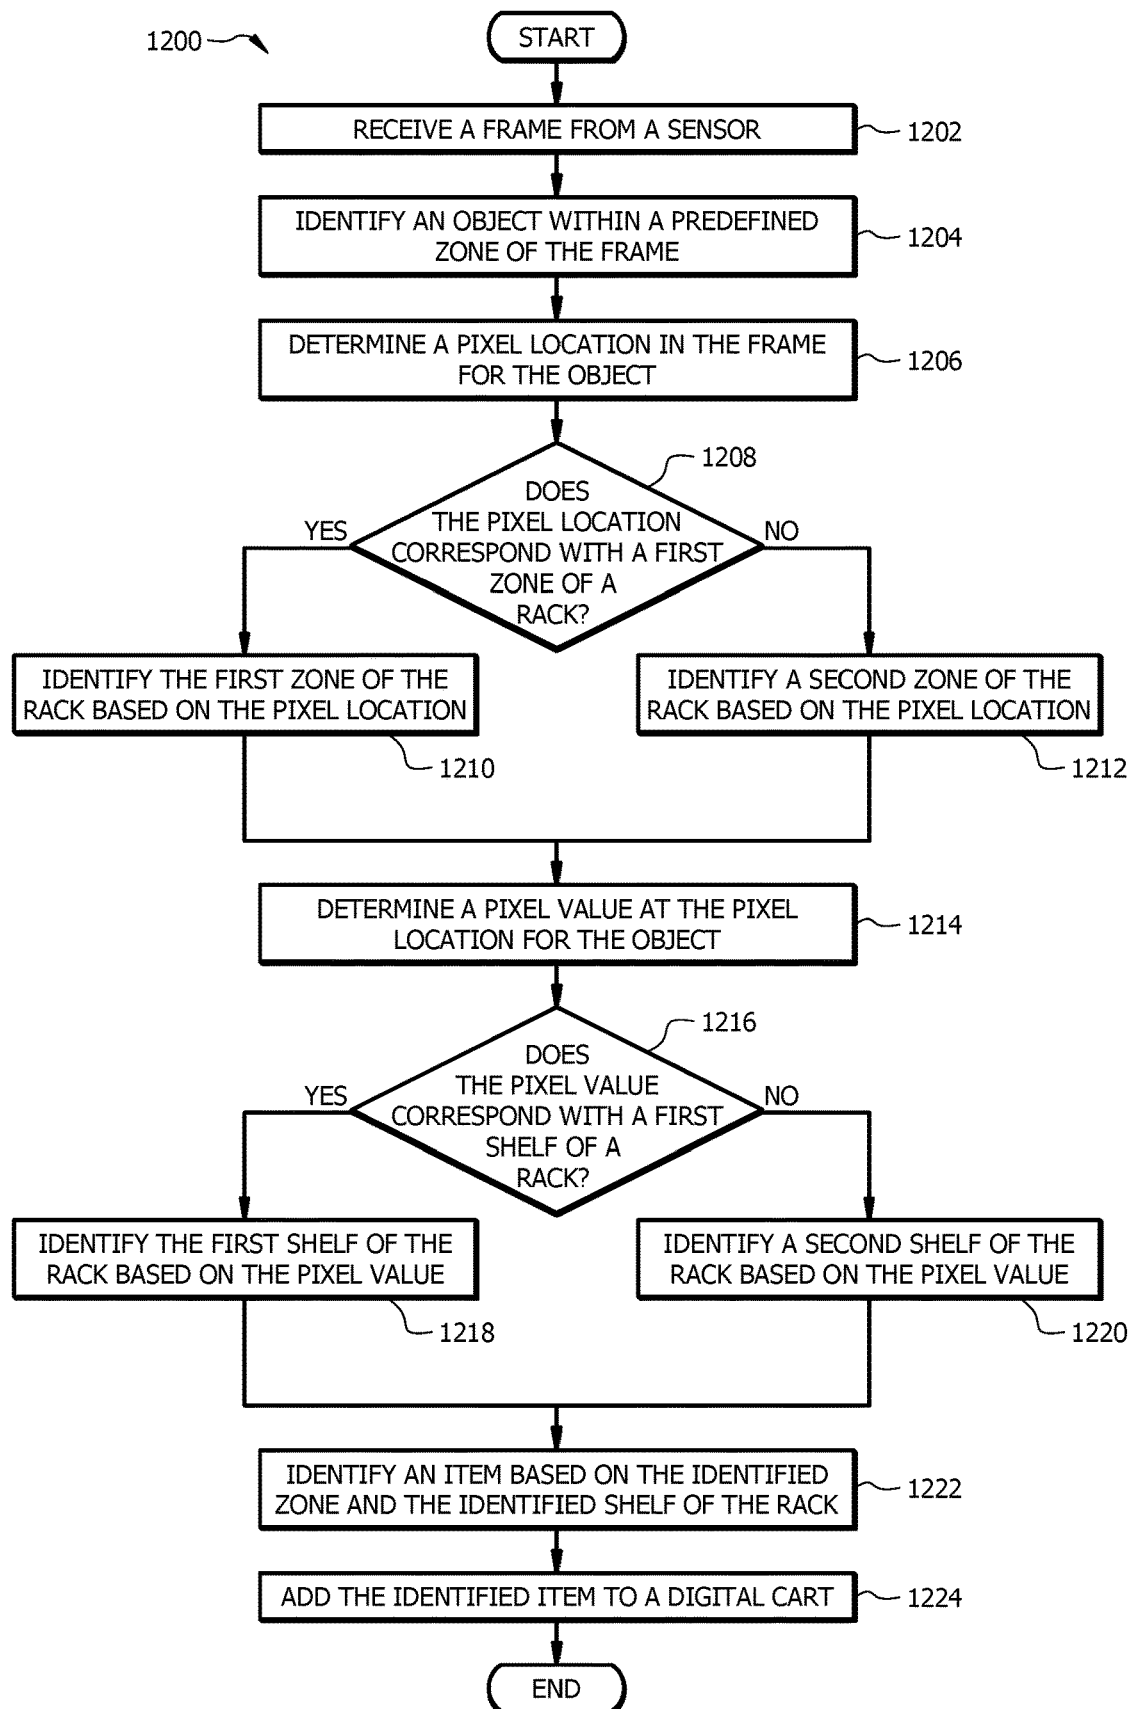 1200
START
RECEIVE A FRAME FROM A SENSOR
1202
IDENTIFY AN OBJECT WITHIN A PREDEFINED
ZONE OF THE FRAME
1204
DETERMINE A PIXEL LOCATION IN THE FRAME
FOR THE OBJECT
1206
1208
DOES
THE PIXEL LOCATION
CORRESPOND WITH A FIRST
ZONE OF A
RACK?
YES
NO
IDENTIFY THE FIRST ZONE OF THE
RACK BASED ON THE PIXEL LOCATION
1210
IDENTIFY A SECOND ZONE OF THE
RACK BASED ON THE PIXEL LOCATION
1212
DETERMINE A PIXEL VALUE AT THE PIXEL
LOCATION FOR THE OBJECT
1214
1216
DOES
THE PIXEL VALUE
CORRESPOND WITH A FIRST
SHELF OF A
RACK?
YES
NO
IDENTIFY THE FIRST SHELF OF THE
RACK BASED ON THE PIXEL VALUE
1218
IDENTIFY A SECOND SHELF OF THE
RACK BASED ON THE PIXEL VALUE
1220
IDENTIFY AN ITEM BASED ON THE IDENTIFIED
ZONE AND THE IDENTIFIED SHELF OF THE RACK
1222
ADD THE IDENTIFIED ITEM TO A DIGITAL CART
1224
END